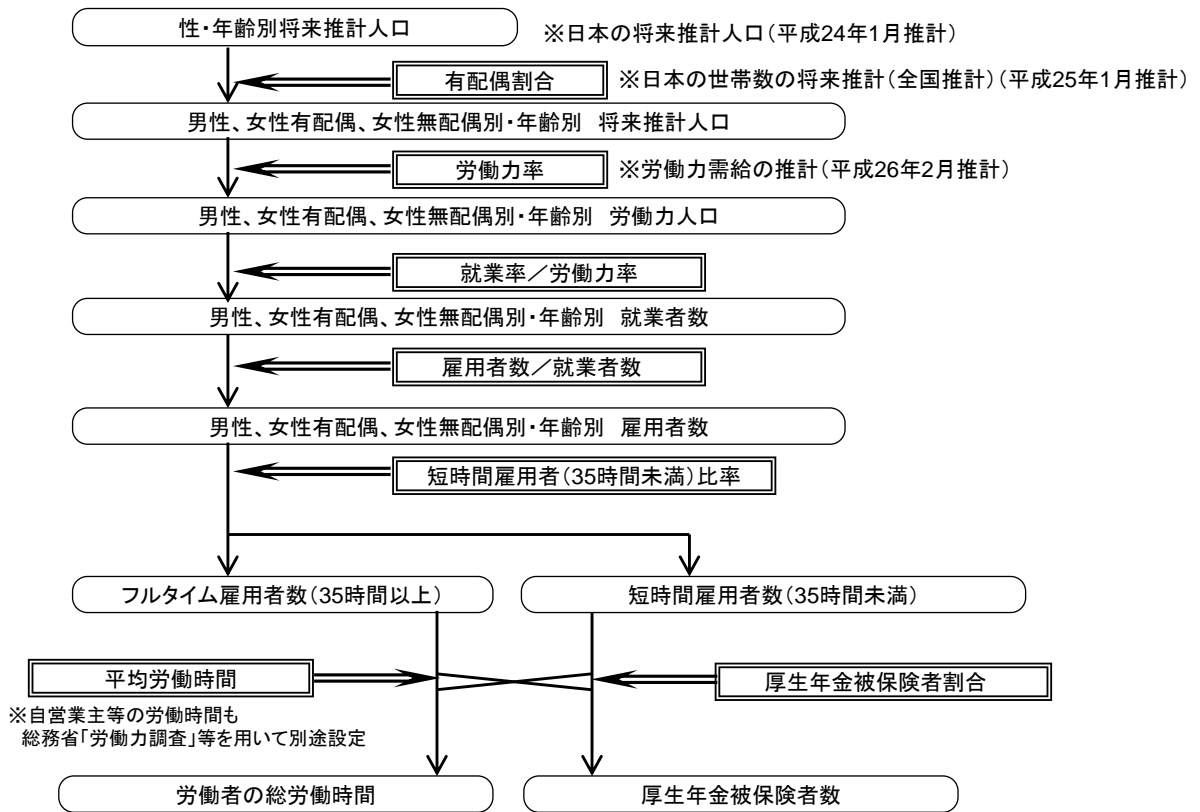 性・年齢別将来推計人口
※日本の将来推計人口(平成24年1月推計)
有配偶割合
※日本の世帯数の将来推計(全国推計)(平成25年1月推計)
男性、女性有配偶、女性無配偶別・年齢別 将来推計人口
労働力率
※労働力需給の推計(平成26年2月推計)
男性、女性有配偶、女性無配偶別・年齢別 労働力人口
就業率/労働力率
男性、女性有配偶、女性無配偶別・年齢別 就業者数
雇用者数/就業者数
男性、女性有配偶、女性無配偶別・年齢別 雇用者数
短時間雇用者(35時間未満)比率
フルタイム雇用者数(35時間以上)
短時間雇用者数(35時間未満)
平均労働時間
厚生年金被保険者割合
※自営業主等の労働時間も
総務省「労働力調査」等を用いて別途設定
労働者の総労働時間
厚生年金被保険者数